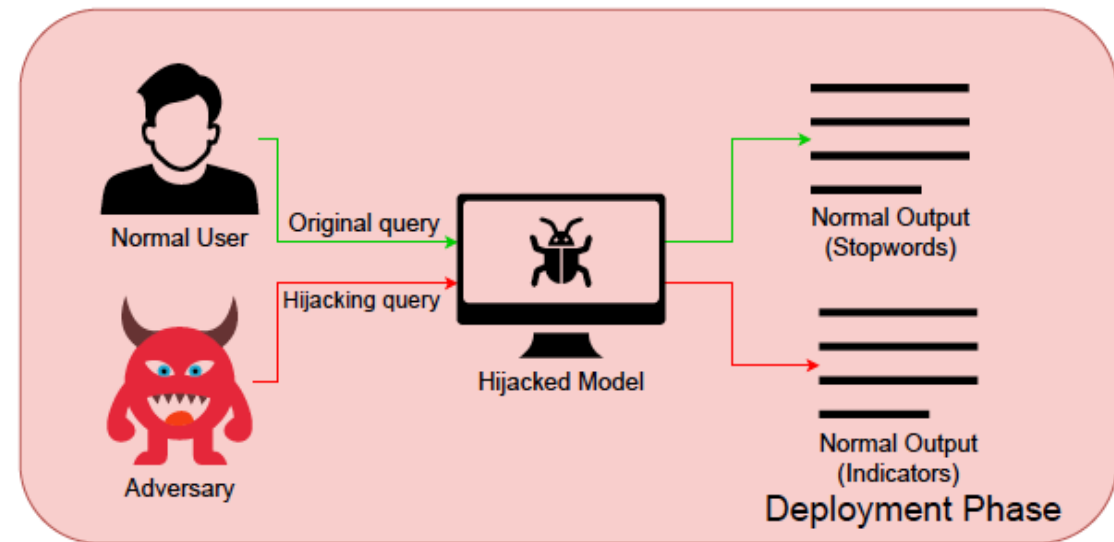 Normal User
Original query
Normal Output
(Stopwords)
Hijacking query
Hijacked Model
Adversary
Normal Output
(Indicators)
Deployment Phase